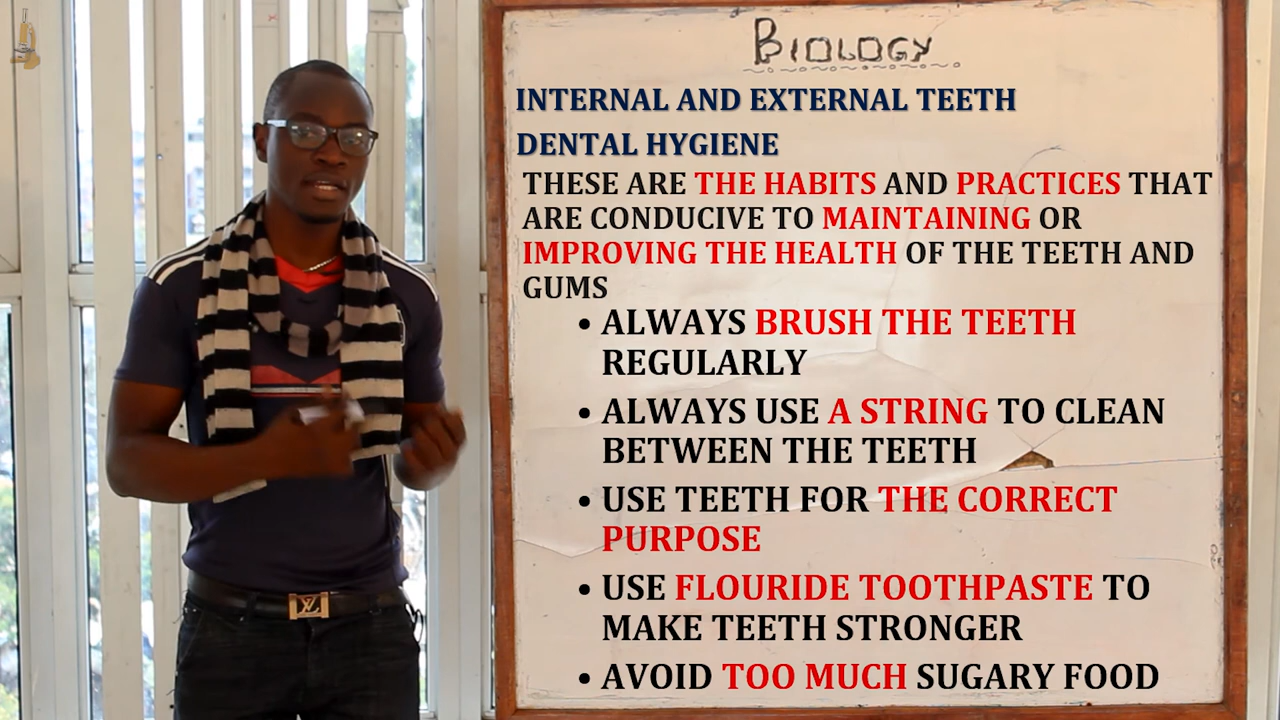 BIOLOGY
INTERNAL AND EXTERNAL TEETH
DENTAL HYGIENE
THESE ARE THE HABITS AND PRACTICES THAT
ARE CONDUCIVE TO MAINTAINING OR
IMPROVING THE HEALTH OF THE TEETH AND
GUMS
• ALWAYS BRUSH THE TEETH
REGULARLY
• ALWAYS USE A STRING TO CLEAN
BETWEEN THE TEETH
• USE TEETH FOR THE CORRECT
PURPOSE
• USE FLOURIDE TOOTHPASTE TO
MAKE TEETH STRONGER
• AVOID TOO MUCH SUGARY FOOD